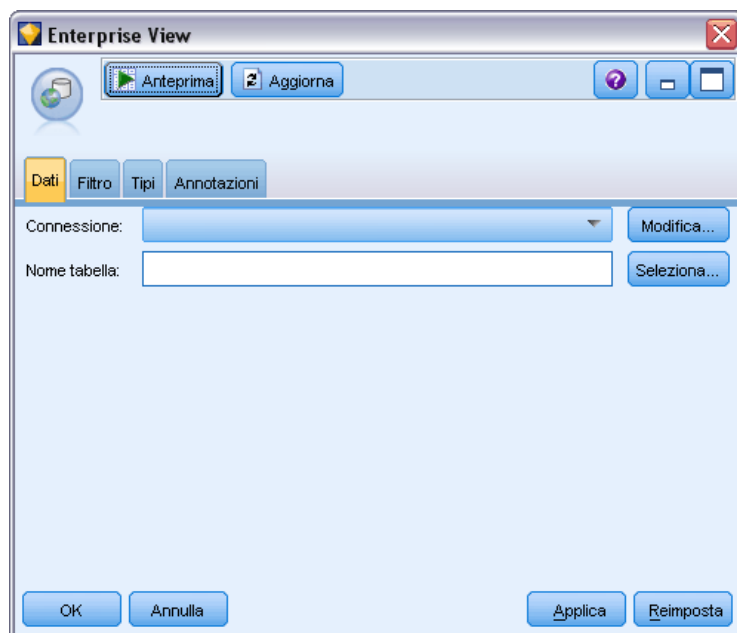 Enterprise View
Anteprima Aggiorna
Dati Filtro Tipi Annotazioni
Connessione: Modifica...
Nome tabella: Seleziona...
OK Annulla Applica Reimposta